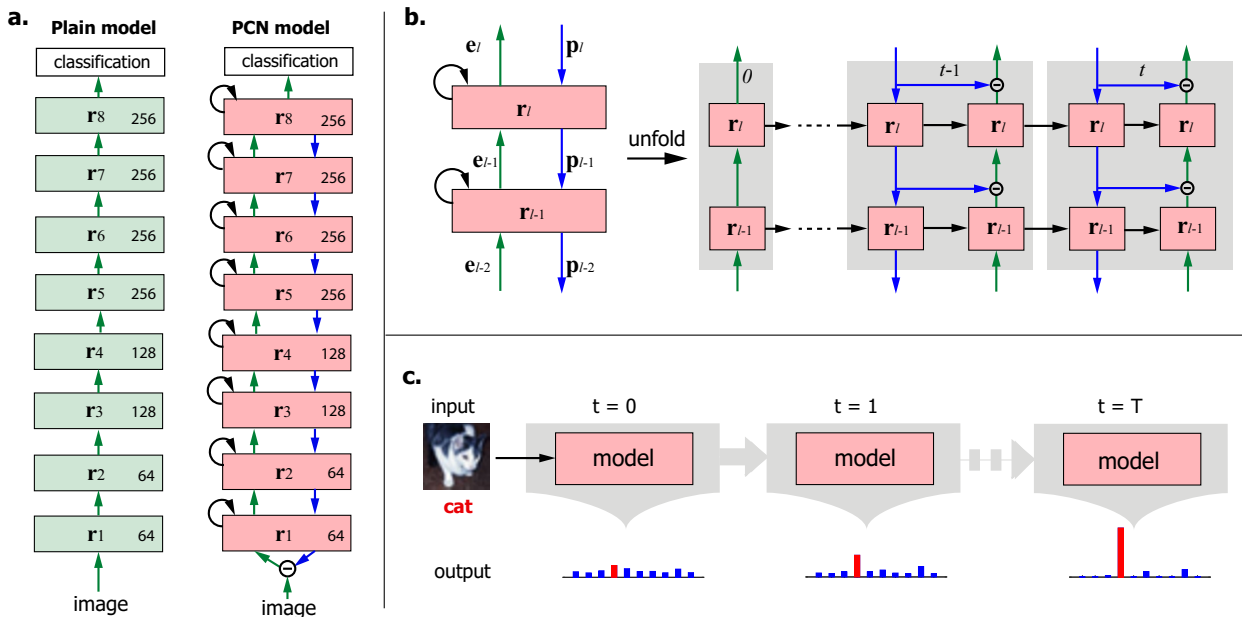 a.
Plain model
classification
r8 256
r7 256
r6 256
r5 256
r4 128
r3 128
r2 64
r1 64
image
PCN model
classification
r8 256
r7 256
r6 256
r5 256
r4 128
r3 128
r2 64
r1 64
−
image
b.
el pl
rl
el-1 pl-1
rl-1
el-2 pl-2
unfold
0 t-1 t
− −
rl rl rl rl rl
− −
rl-1 rl-1 rl-1 rl-1 rl-1
c.
input t = 0 t = 1 t = T
model model model
cat
output